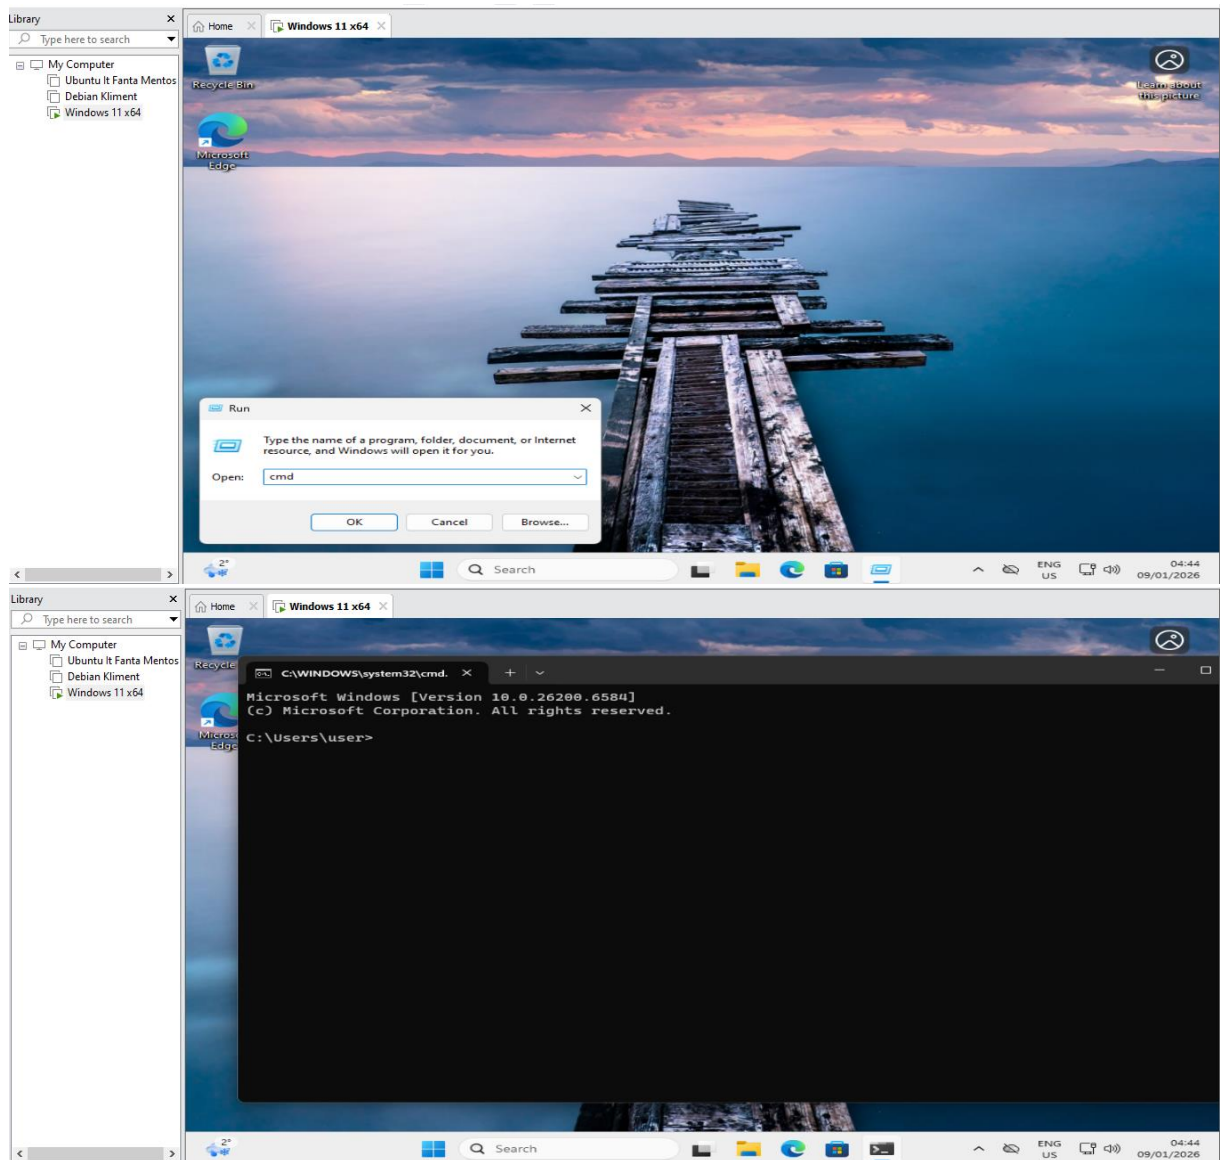 Library
Type here to search
My Computer
Ubuntu It Fanta Mentos
Debian Kliment
Windows 11 x64
Home
Windows 11 x64
Recycle Bin
Microsoft
Edge
Learn about
this picture
Run
Type the name of a program, folder, document, or Internet
resource, and Windows will open it for you.
Open: cmd
OK Cancel Browse...
2°
Search
ENG
US
04:44
09/01/2026
Library
Type here to search
My Computer
Ubuntu It Fanta Mentos
Debian Kliment
Windows 11 x64
Home
Windows 11 x64
Recycle
Micros
Edge
C:\WINDOWS\system32\cmd.
Microsoft Windows [Version 10.0.26200.6584]
(c) Microsoft Corporation. All rights reserved.
C:\Users\user>
2°
Search
ENG
US
04:44
09/01/2026